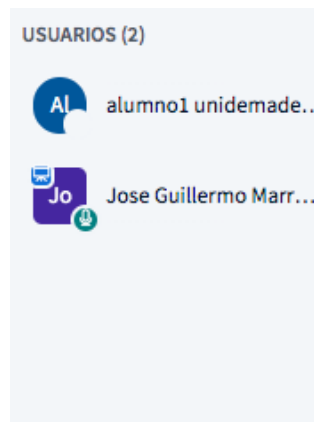 USUARIOS (2)
Al
alumno1 unidemade...
Jo
Jose Guillermo Marr...